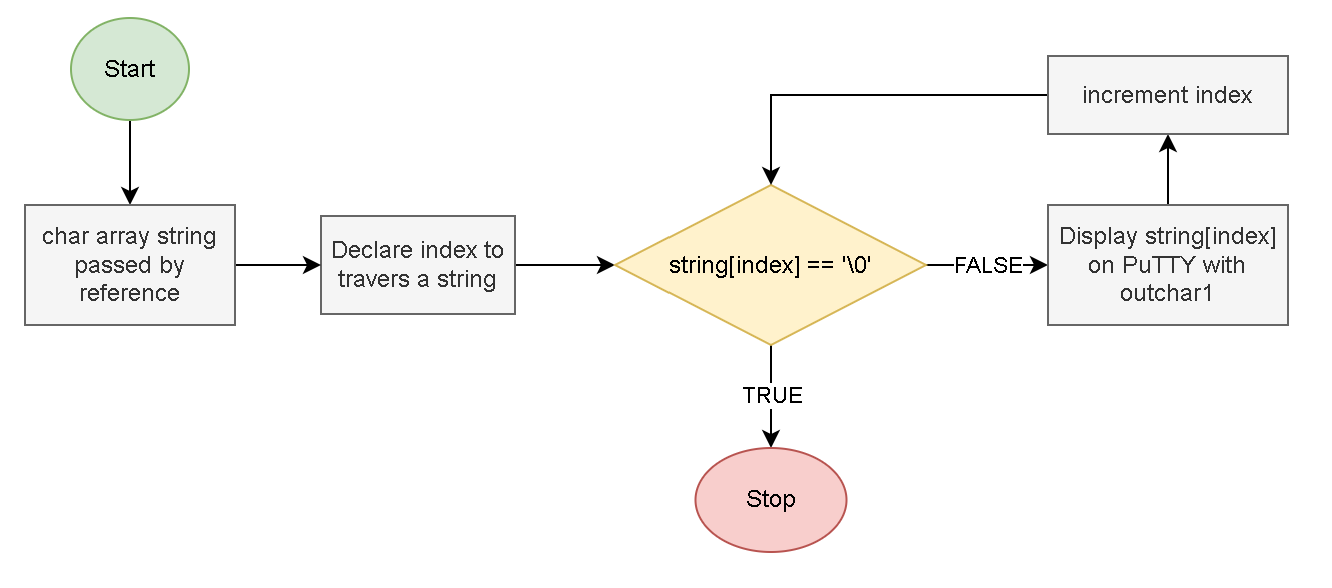 Start
char array string
passed by
reference
Declare index to
travers a string
string[index] == '\0'
FALSE
Display string[index]
on PuTTY with
outchar1
increment index
TRUE
Stop